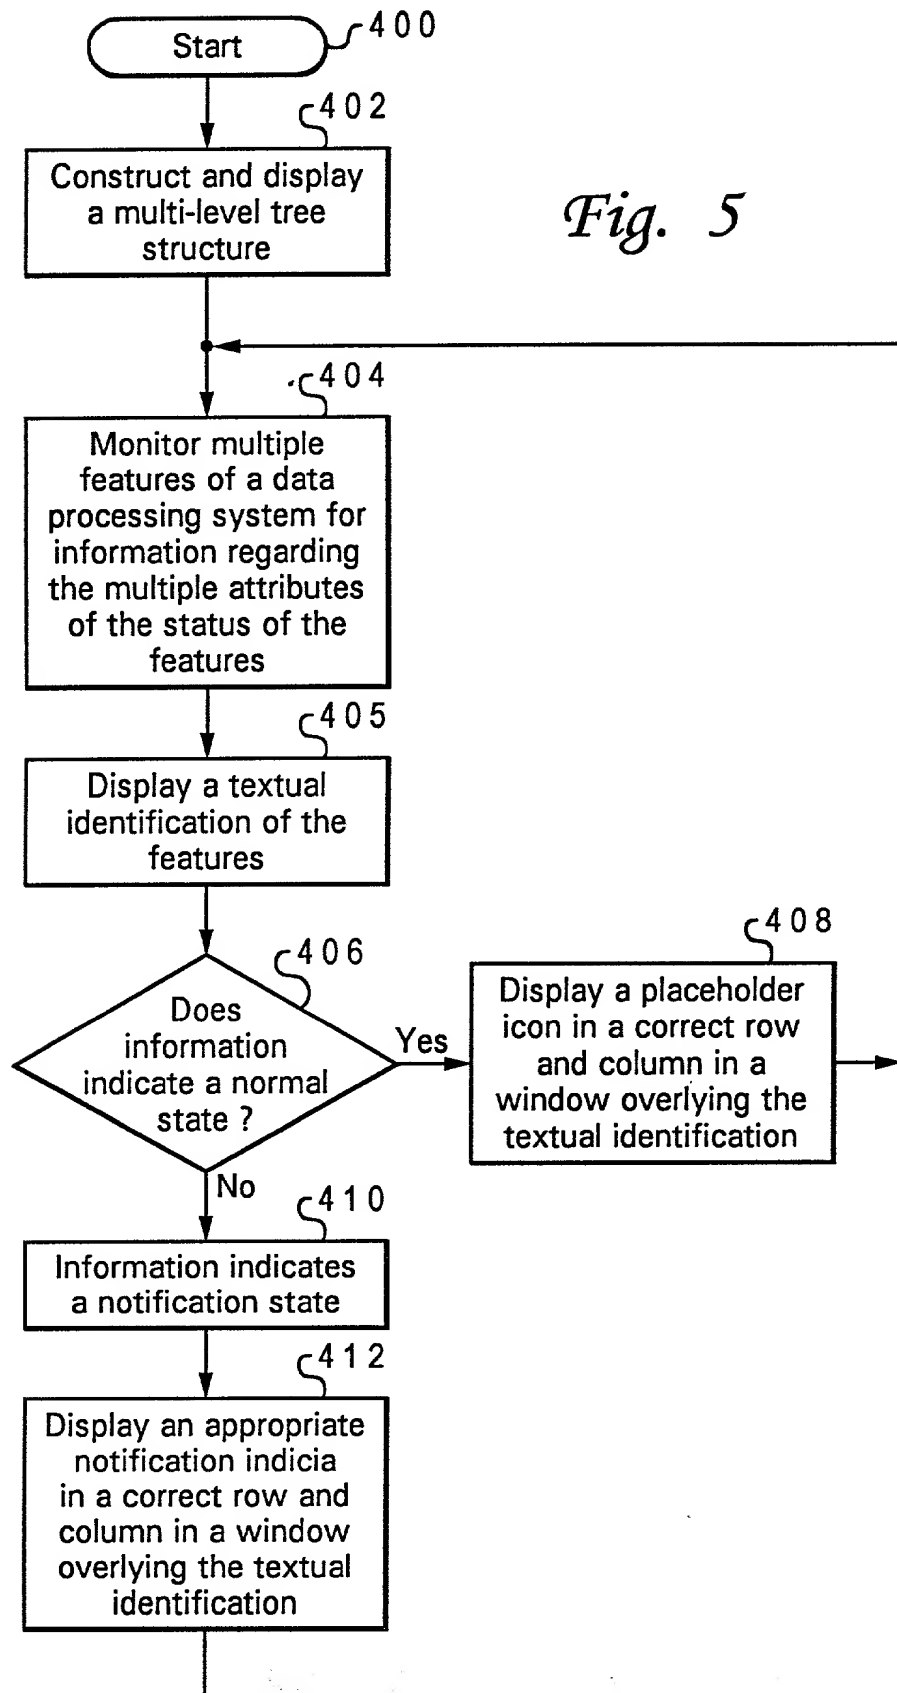 Start
400
402
Construct and display
a multi-level tree
structure
Fig. 5
404
Monitor multiple
features of a data
processing system for
information regarding
the multiple attributes
of the status of the
features
405
Display a textual
identification of the
features
406
Does
information
indicate a normal
state ?
Yes
408
Display a placeholder
icon in a correct row
and column in a
window overlying the
textual identification
No
410
Information indicates
a notification state
412
Display an appropriate
notification indicia
in a correct row and
column in a window
overlying the textual
identification